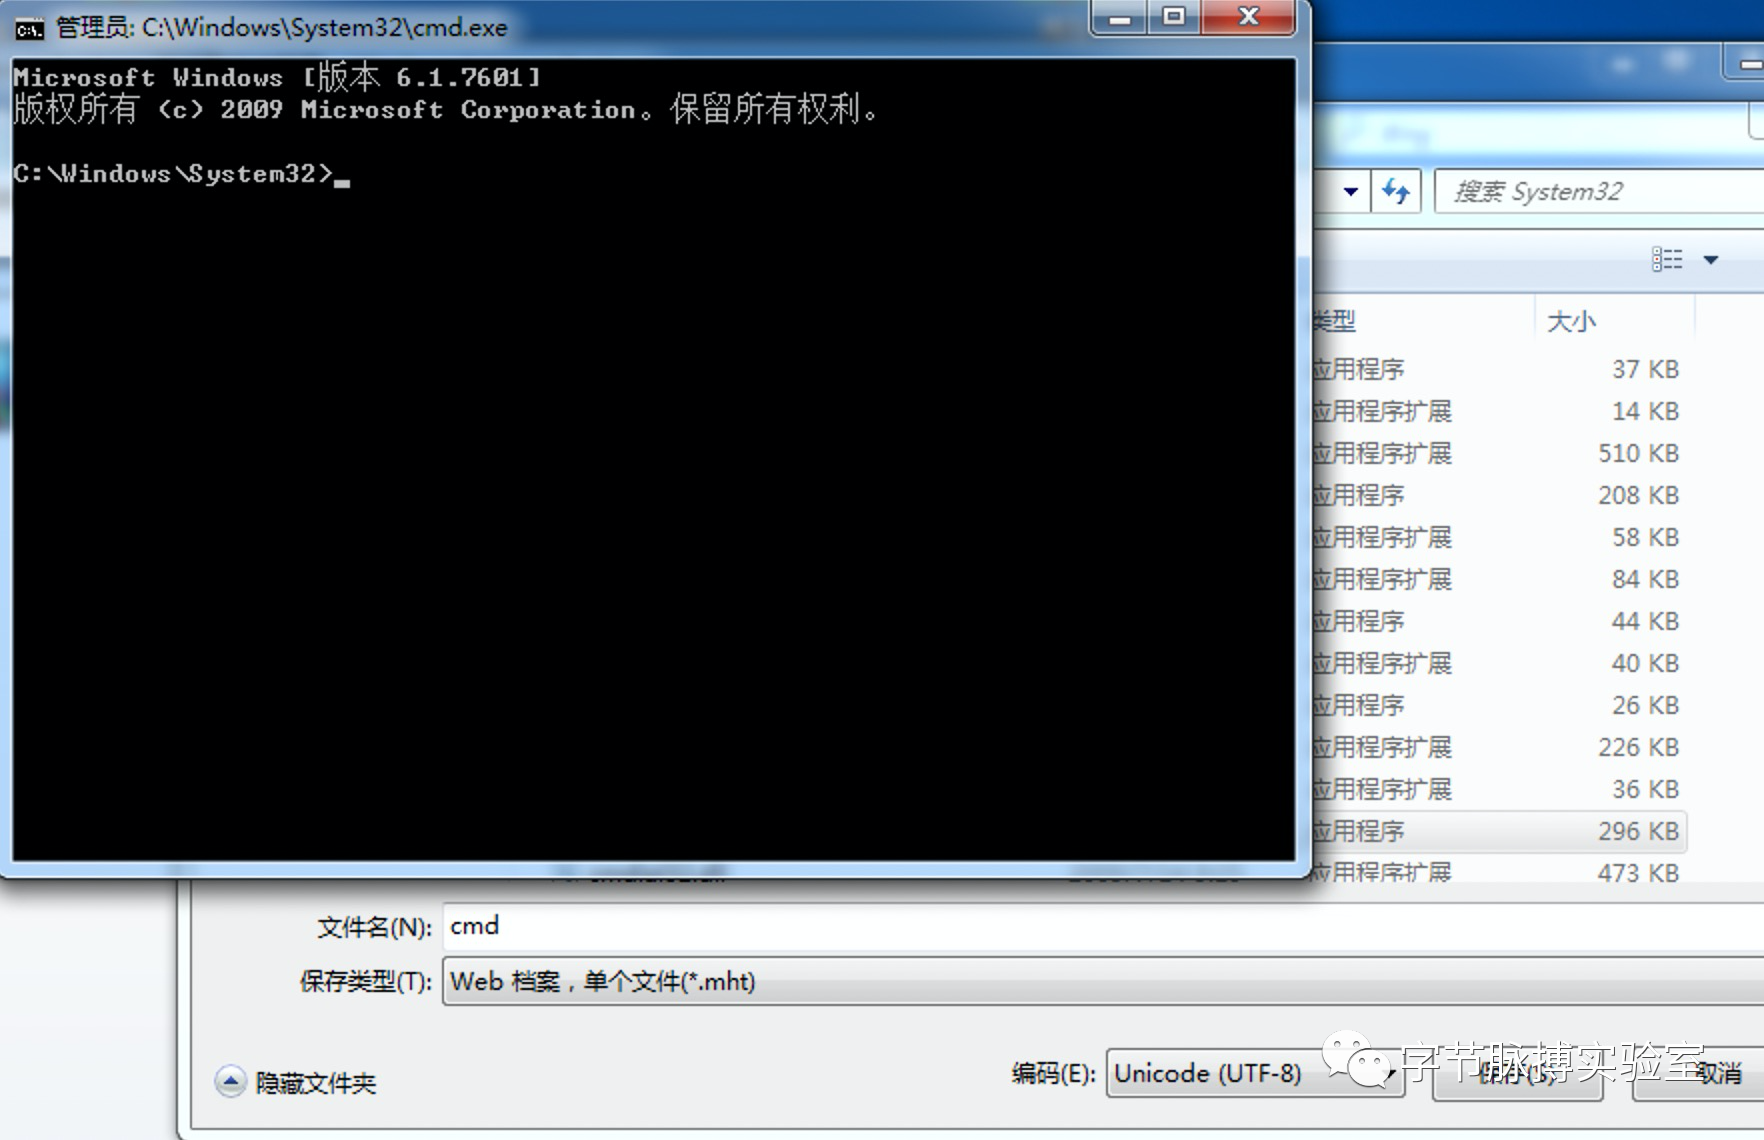 管理员: C:\Windows\System32\cmd.exe
Microsoft Windows [版本 6.1.7601]
版权所有 (c) 2009 Microsoft Corporation。保留所有权利。
C:\Windows\System32>_
搜索 System32
类型 大小
应用程序 37 KB
应用程序扩展 14 KB
应用程序扩展 510 KB
应用程序 208 KB
应用程序扩展 58 KB
应用程序扩展 84 KB
应用程序 44 KB
应用程序扩展 40 KB
应用程序 26 KB
应用程序扩展 226 KB
应用程序扩展 36 KB
应用程序 296 KB
应用程序扩展 473 KB
文件名(N): cmd
保存类型(T): Web 档案，单个文件(*.mht)
隐藏文件夹 编码(E): Unicode (UTF-8) 保存(S) 取消
字节脉搏实验室